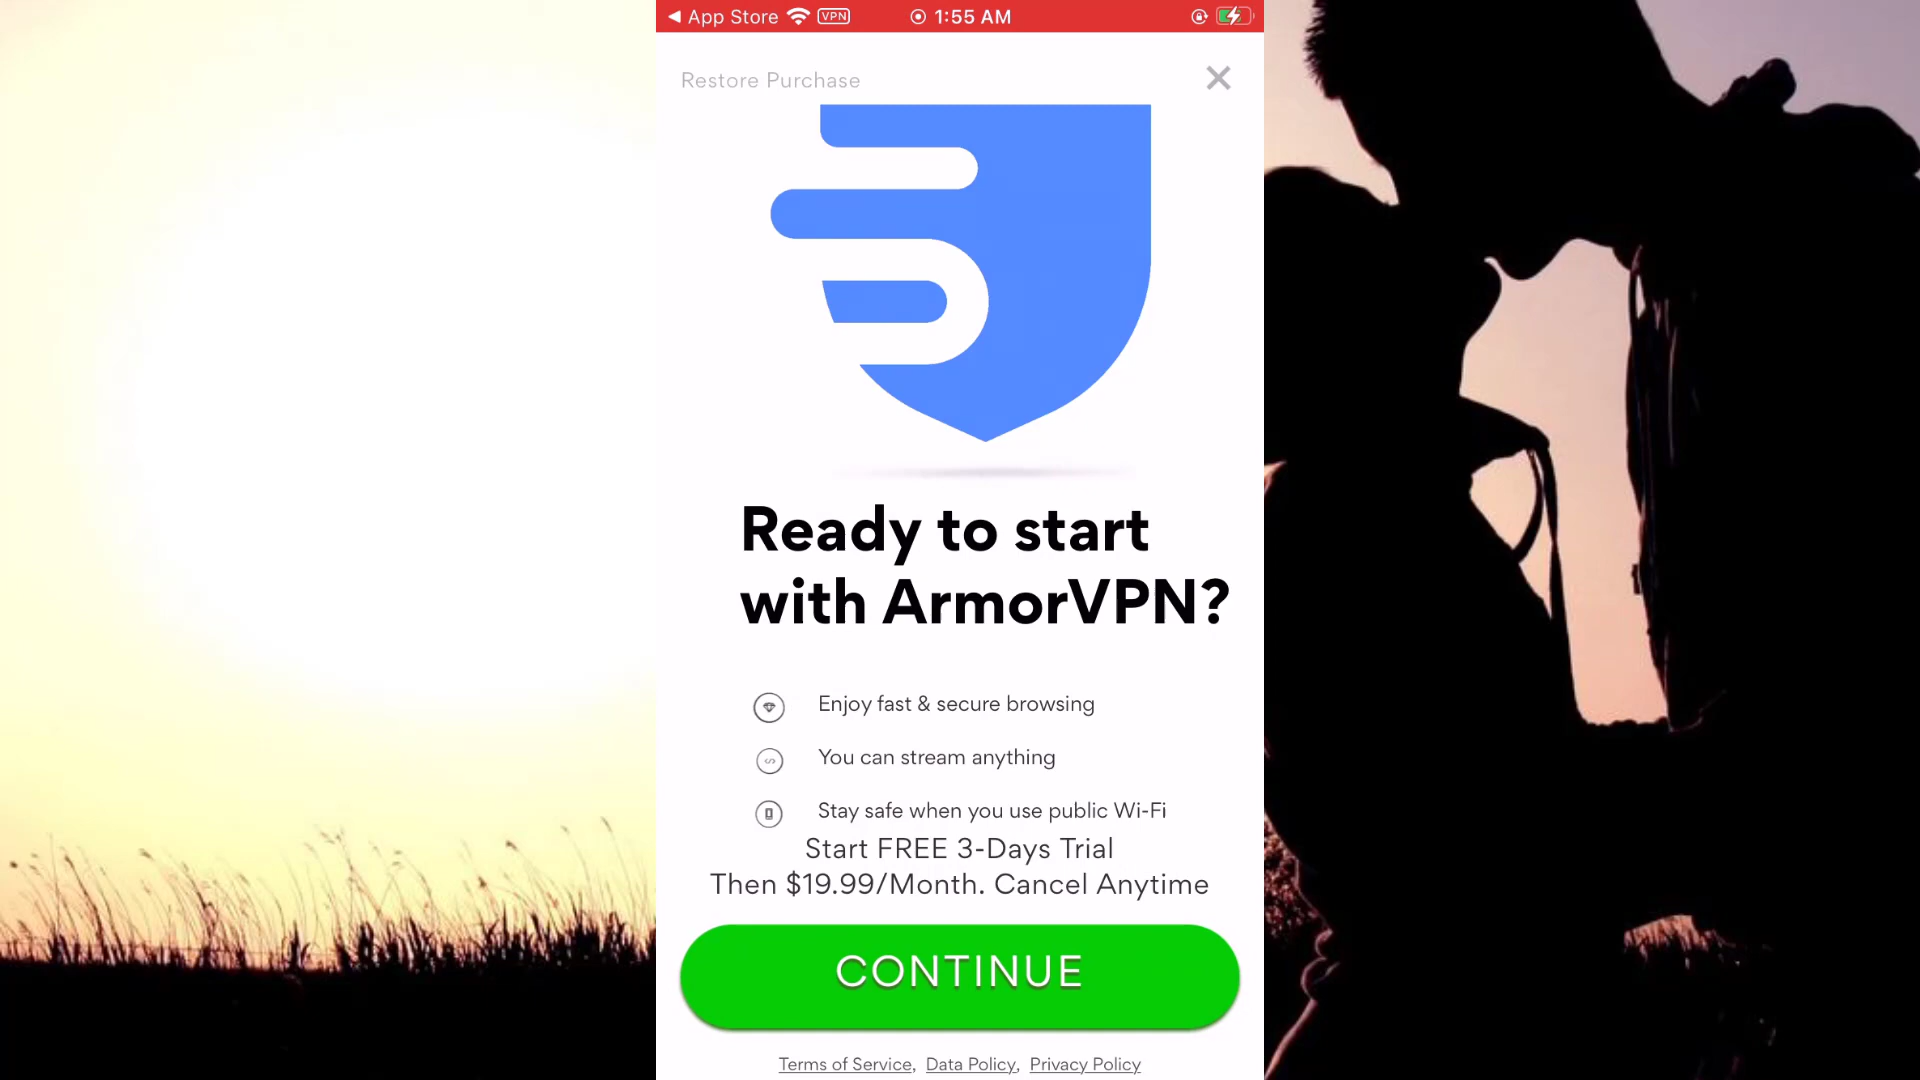 App Store VPN 1:55 AM
Restore Purchase
Ready to start
with ArmorVPN?
Enjoy fast & secure browsing
You can stream anything
Stay safe when you use public Wi-Fi
Start FREE 3-Days Trial
Then $19.99/Month. Cancel Anytime
CONTINUE
Terms of Service, Data Policy, Privacy Policy